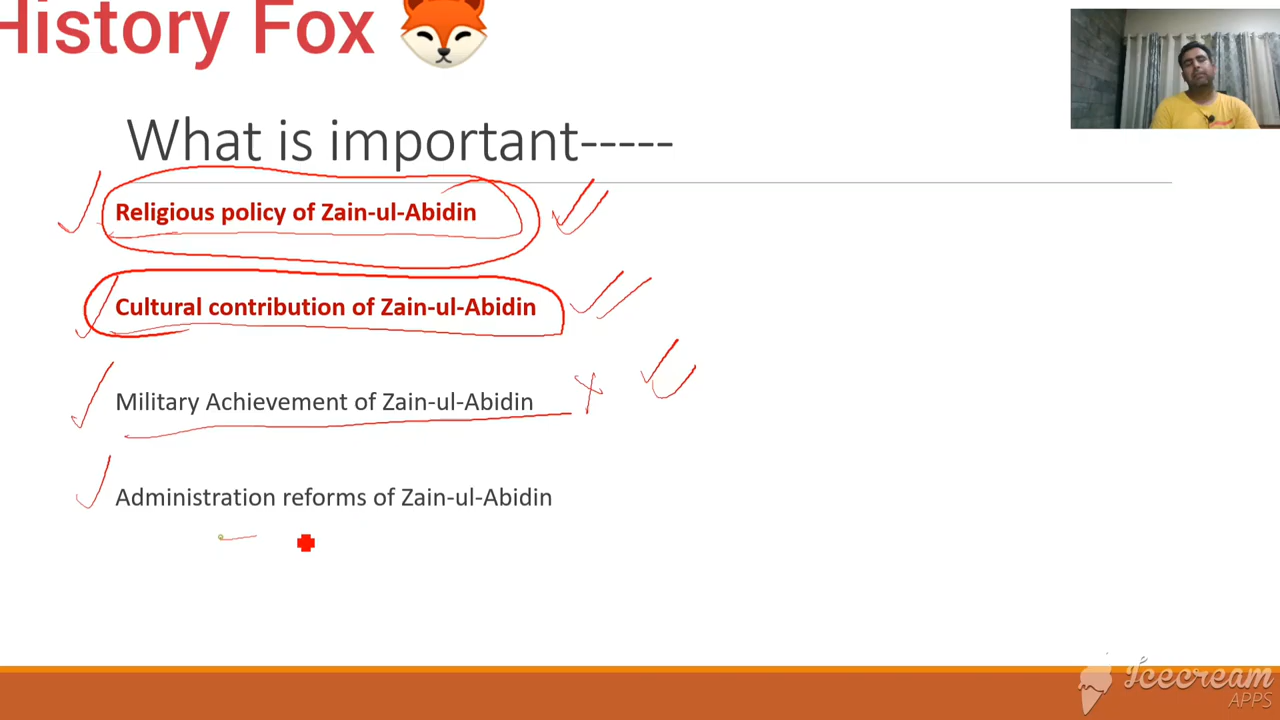 History Fox
What is important-----
Religious policy of Zain-ul-Abidin
Cultural contribution of Zain-ul-Abidin
Military Achievement of Zain-ul-Abidin
Administration reforms of Zain-ul-Abidin
Icecream
APPS